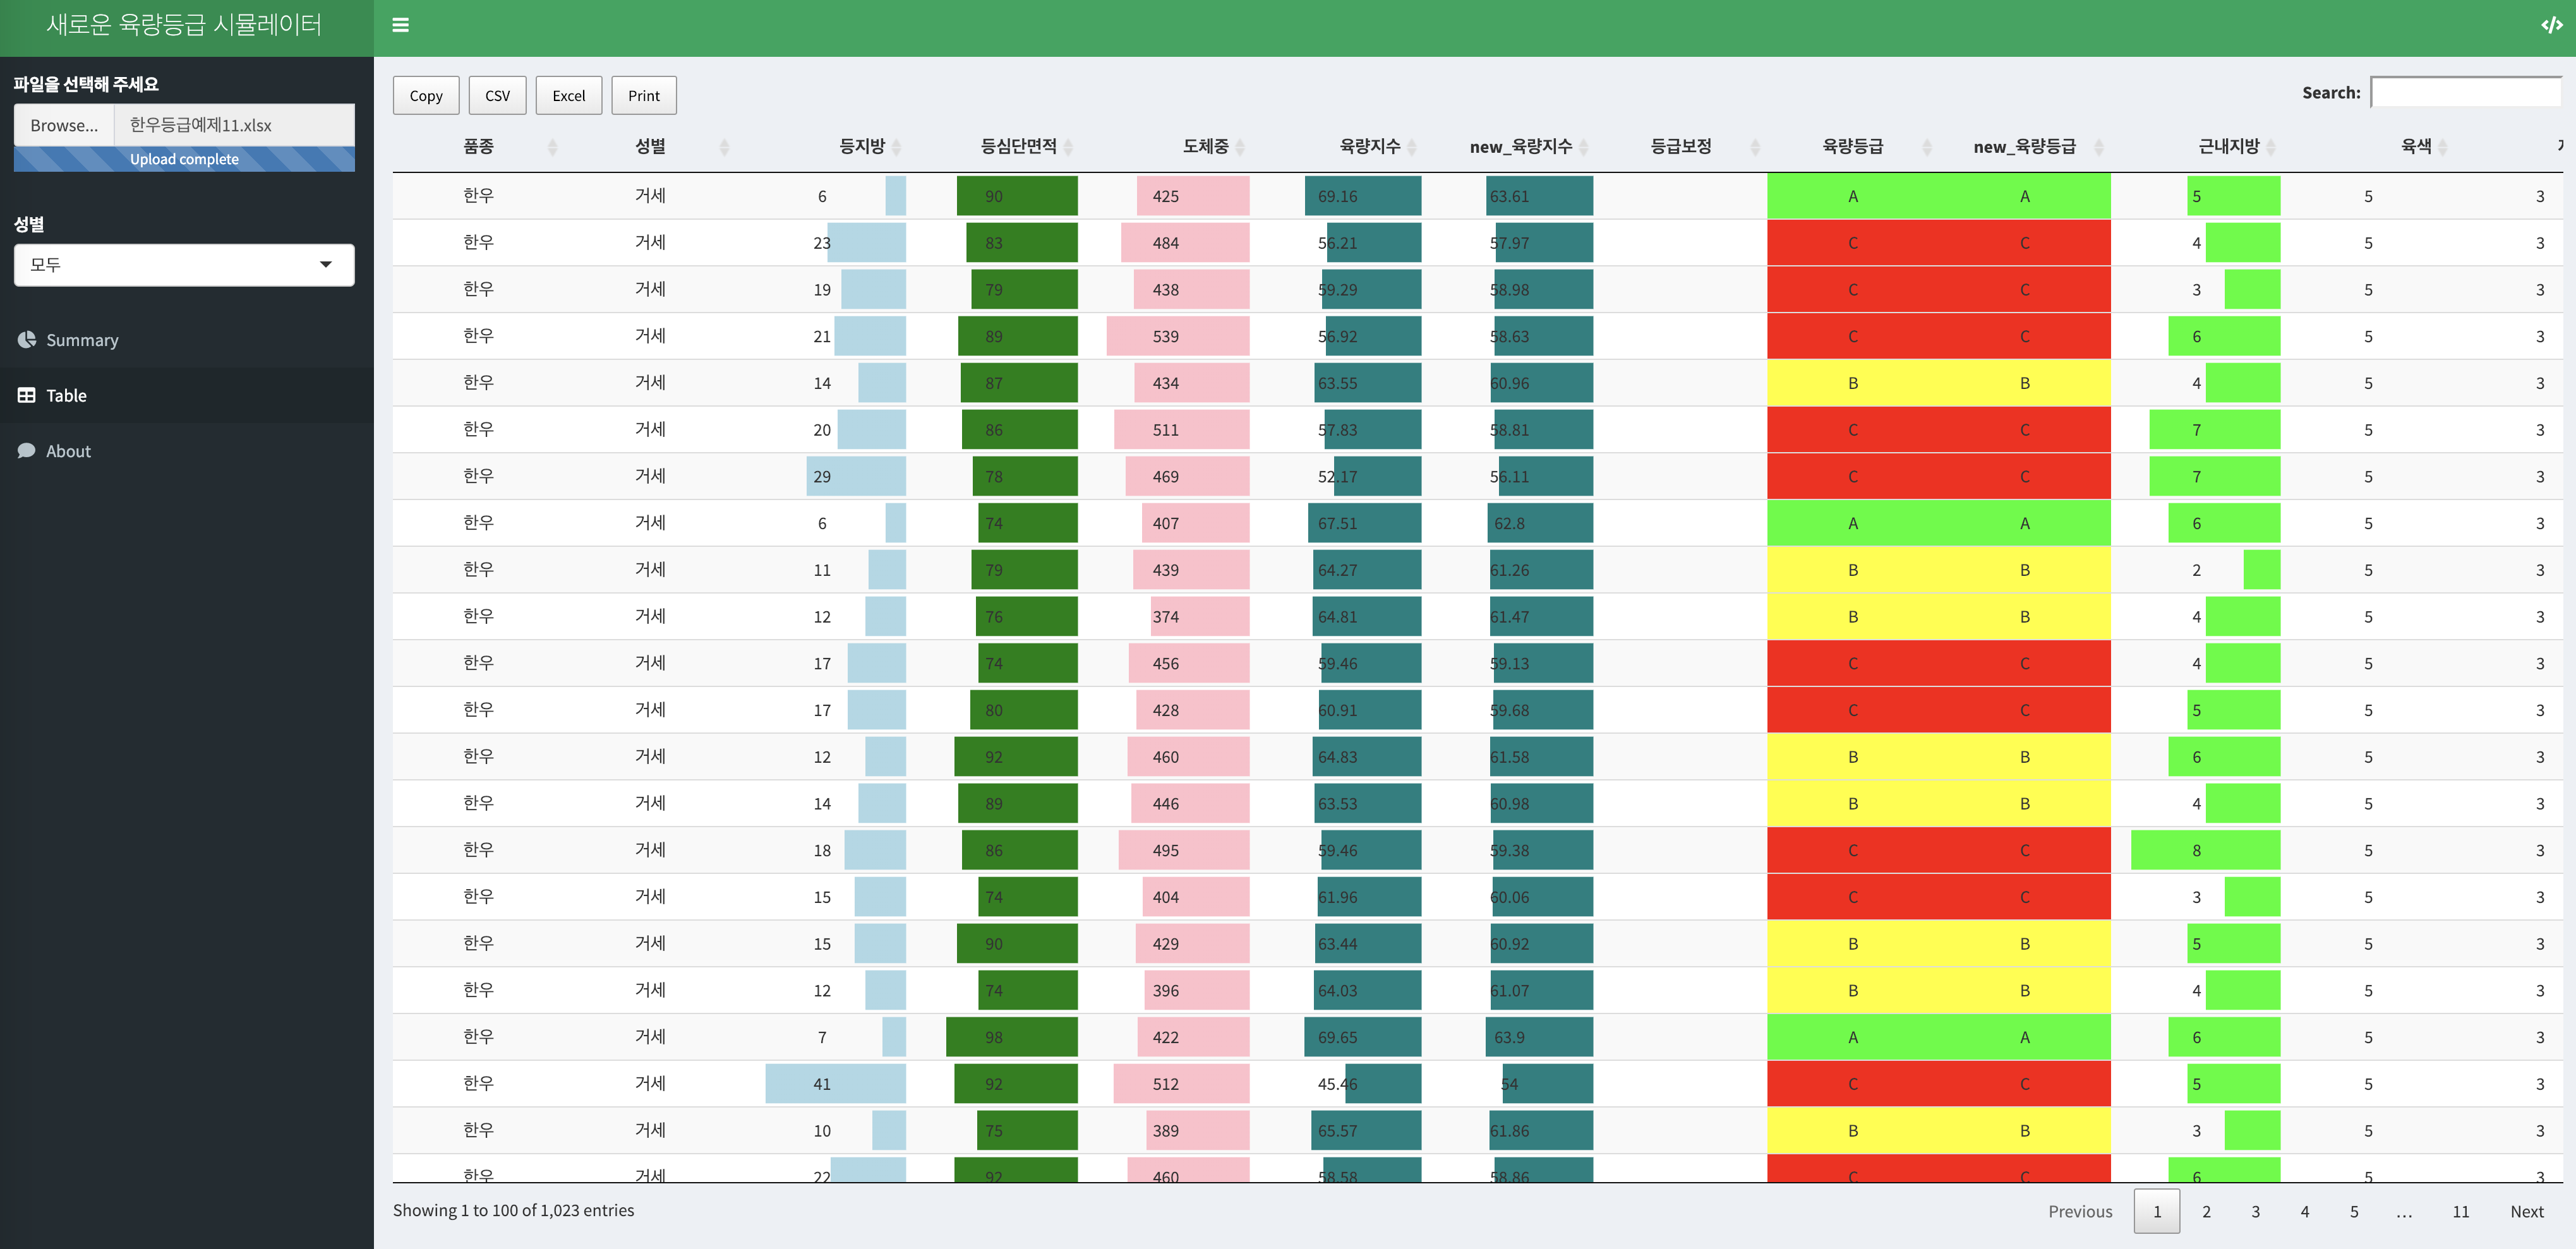 새로운 육량등급 시뮬레이터
파일을 선택해 주세요
Browse... 한우등급예제11.xlsx
Upload complete
성별
모두
Summary
Table
About
Copy CSV Excel Print Search:
품종 성별 등지방 등심단면적 도체중 육량지수 new_육량지수 등급보정 육량등급 new_육량등급 근내지방 육색
한우 거세 6 90 425 69.16 63.61 A A 5 5 3
한우 거세 23 83 484 56.21 57.97 C C 4 5 3
한우 거세 19 79 438 59.29 58.98 C C 3 5 3
한우 거세 21 89 539 56.92 58.63 C C 6 5 3
한우 거세 14 87 434 63.55 60.96 B B 4 5 3
한우 거세 20 86 511 57.83 58.81 C C 7 5 3
한우 거세 29 78 469 52.17 56.11 C C 7 5 3
한우 거세 6 74 407 67.51 62.8 A A 6 5 3
한우 거세 11 79 439 64.27 61.26 B B 2 5 3
한우 거세 12 76 374 64.81 61.47 B B 4 5 3
한우 거세 17 74 456 59.46 59.13 C C 4 5 3
한우 거세 17 80 428 60.91 59.68 C C 5 5 3
한우 거세 12 92 460 64.83 61.58 B B 6 5 3
한우 거세 14 89 446 63.53 60.98 B B 4 5 3
한우 거세 18 86 495 59.46 59.38 C C 8 5 3
한우 거세 15 74 404 61.96 60.06 C C 3 5 3
한우 거세 15 90 429 63.44 60.92 B B 5 5 3
한우 거세 12 74 396 64.03 61.07 B B 4 5 3
한우 거세 7 98 422 69.65 63.9 A A 6 5 3
한우 거세 41 92 512 45.46 54 C C 5 5 3
한우 거세 10 75 389 65.57 61.86 B B 3 5 3
한우 거세 22 92 460 58.58 58.86 C C 6 5 3
Showing 1 to 100 of 1,023 entries Previous 1 2 3 4 5 … 11 Next